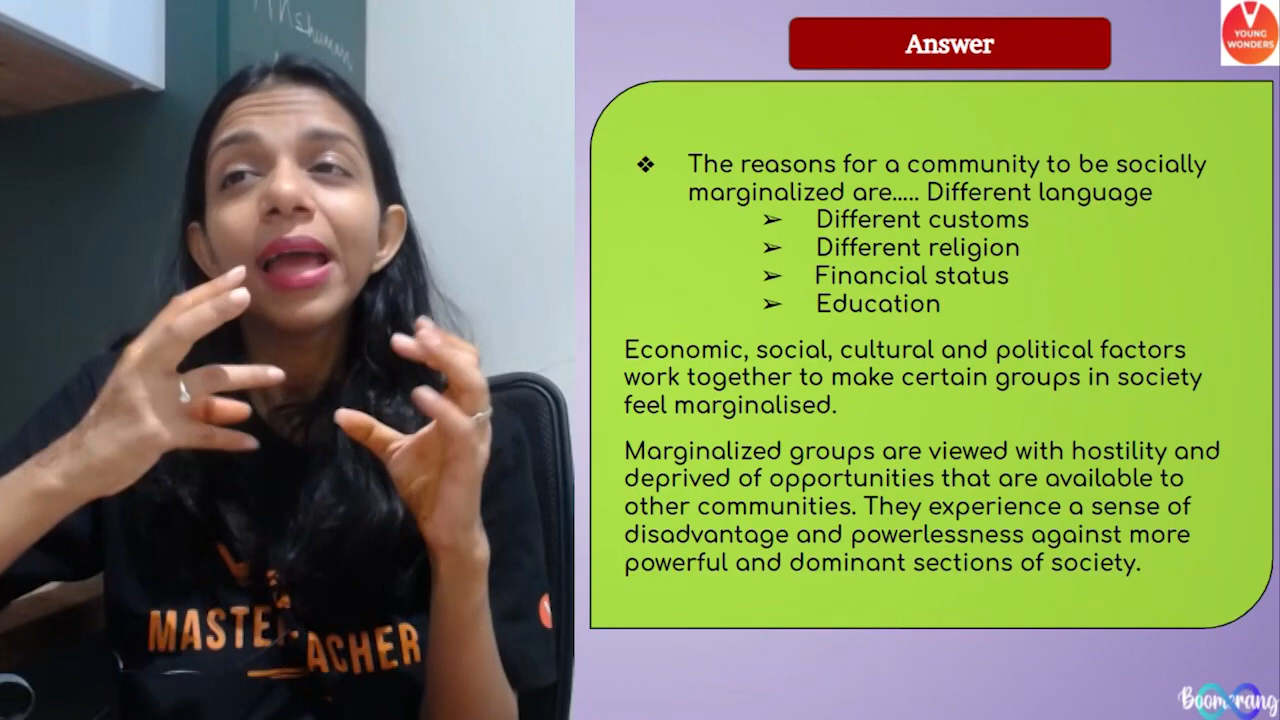 Answer
V
YOUNG
WONDERS
❖ The reasons for a community to be socially
marginalized are..... Different language
➢ Different customs
➢ Different religion
➢ Financial status
➢ Education
Economic, social, cultural and political factors
work together to make certain groups in society
feel marginalised.
Marginalized groups are viewed with hostility and
deprived of opportunities that are available to
other communities. They experience a sense of
disadvantage and powerlessness against more
powerful and dominant sections of society.
MASTE
ACHER
Boomerang